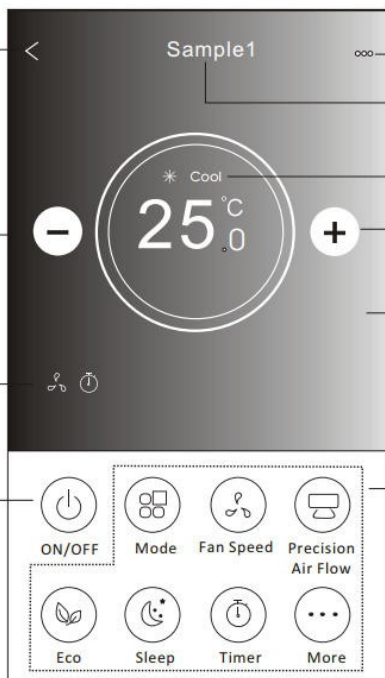 Sample1
Cool
25.0°C
ON/OFF
Mode
Fan Speed
Precision
Air Flow
Eco
Sleep
Timer
More